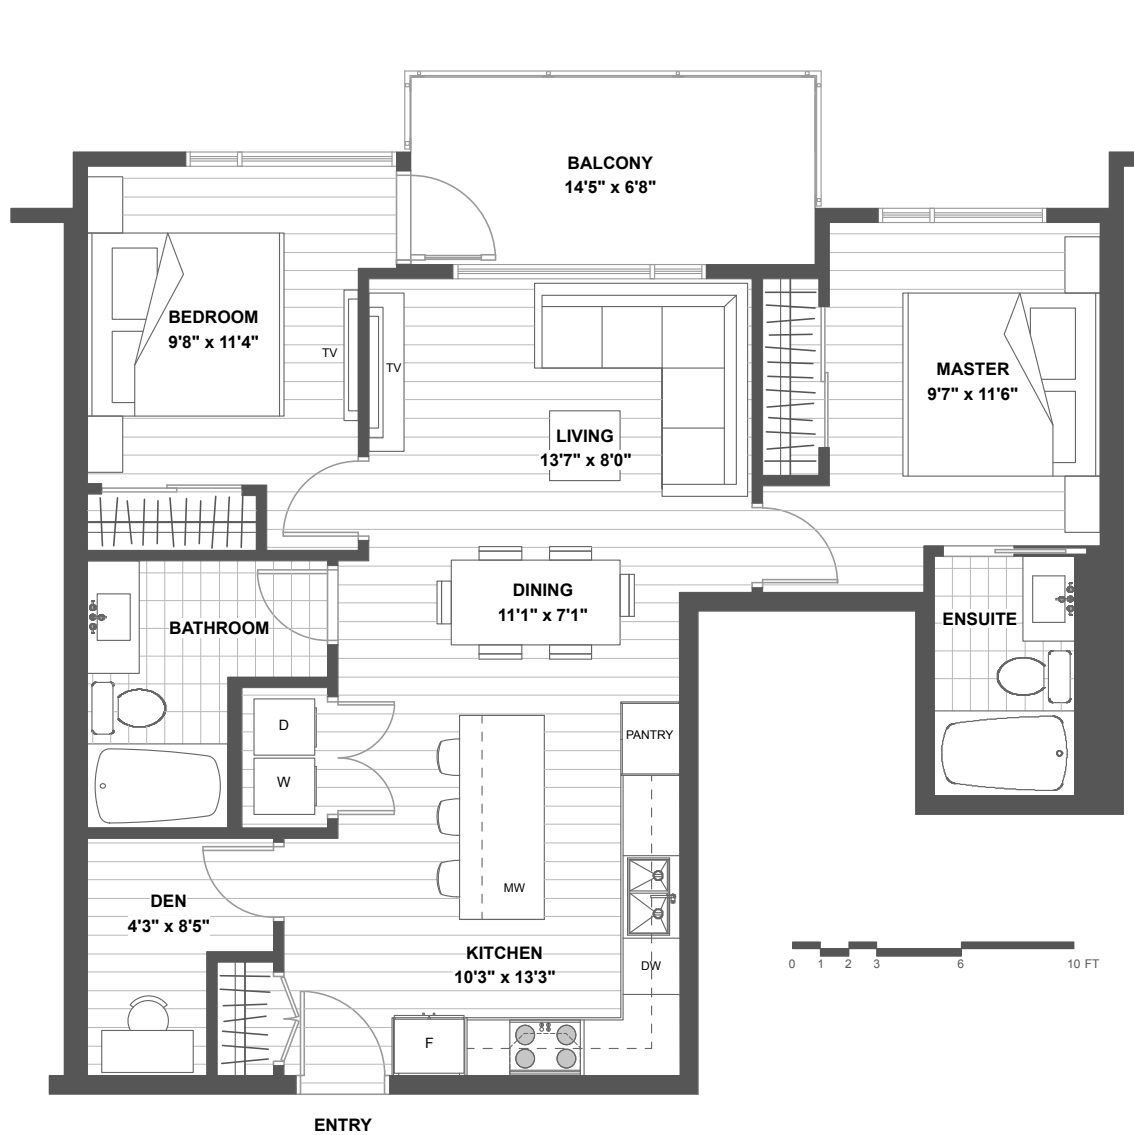 BALCONY
14'5" x 6'8"
BEDROOM
9'8" x 11'4"
TV
TV
MASTER
9'7" x 11'6"
LIVING
13'7" x 8'0"
DINING
11'1" x 7'1"
BATHROOM
ENSUITE
D
W
PANTRY
MW
DEN
4'3" x 8'5"
KITCHEN
10'3" x 13'3"
DW
0 1 2 3 6 10 FT
F
ENTRY